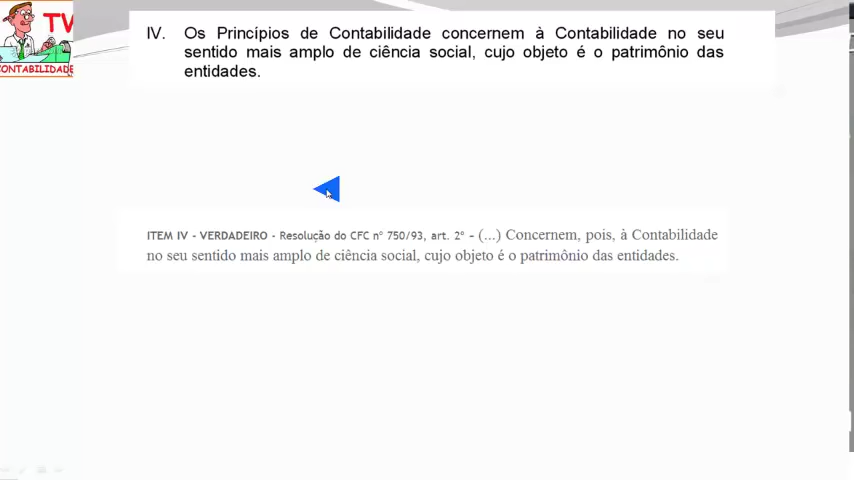 TV
CONTABILIDADE
IV. Os Princípios de Contabilidade concernem à Contabilidade no seu
sentido mais amplo de ciência social, cujo objeto é o patrimônio das
entidades.
ITEM IV - VERDADEIRO - Resolução do CFC nº 750/93, art. 2º - (...) Concernem, pois, à Contabilidade
no seu sentido mais amplo de ciência social, cujo objeto é o patrimônio das entidades.